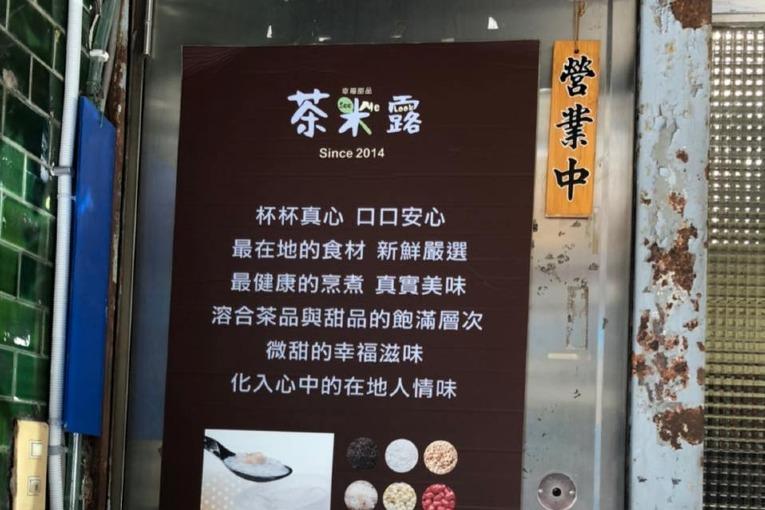 幸福甜品
茶米露
See Me Look
Since 2014
杯杯真心 口口安心
最在地的食材 新鮮嚴選
最健康的烹煮 真實美味
溶合茶品與甜品的飽滿層次
微甜的幸福滋味
化入心中的在地人情味
營業中